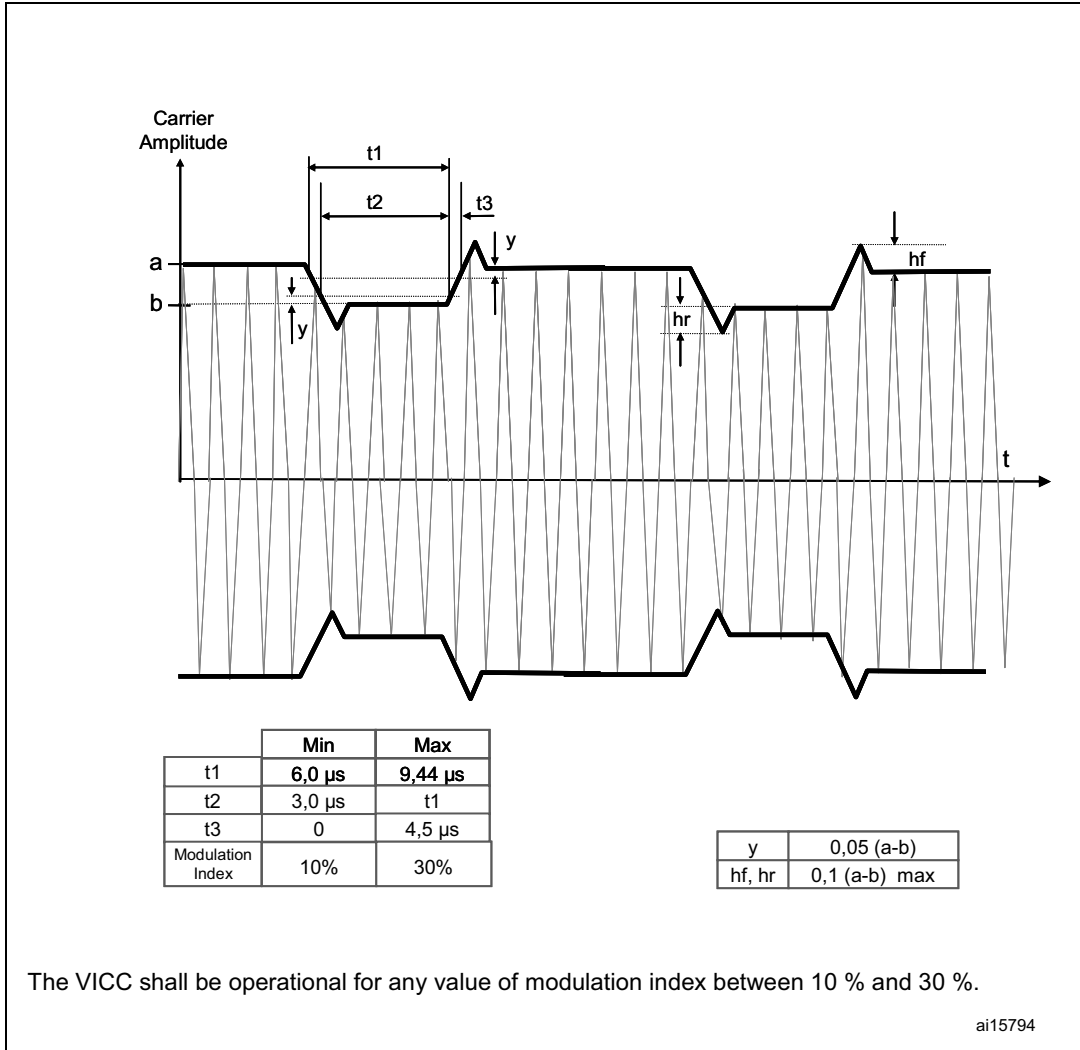 Carrier
Amplitude
t1
t2
t3
y
a
hf
b
y
hr
t
Min Max
t1 6,0 µs 9,44 µs
t2 3,0 µs t1
t3 0 4,5 µs
Modulation
Index 10% 30%
y 0,05 (a-b)
hf, hr 0,1 (a-b) max
The VICC shall be operational for any value of modulation index between 10 % and 30 %.
ai15794